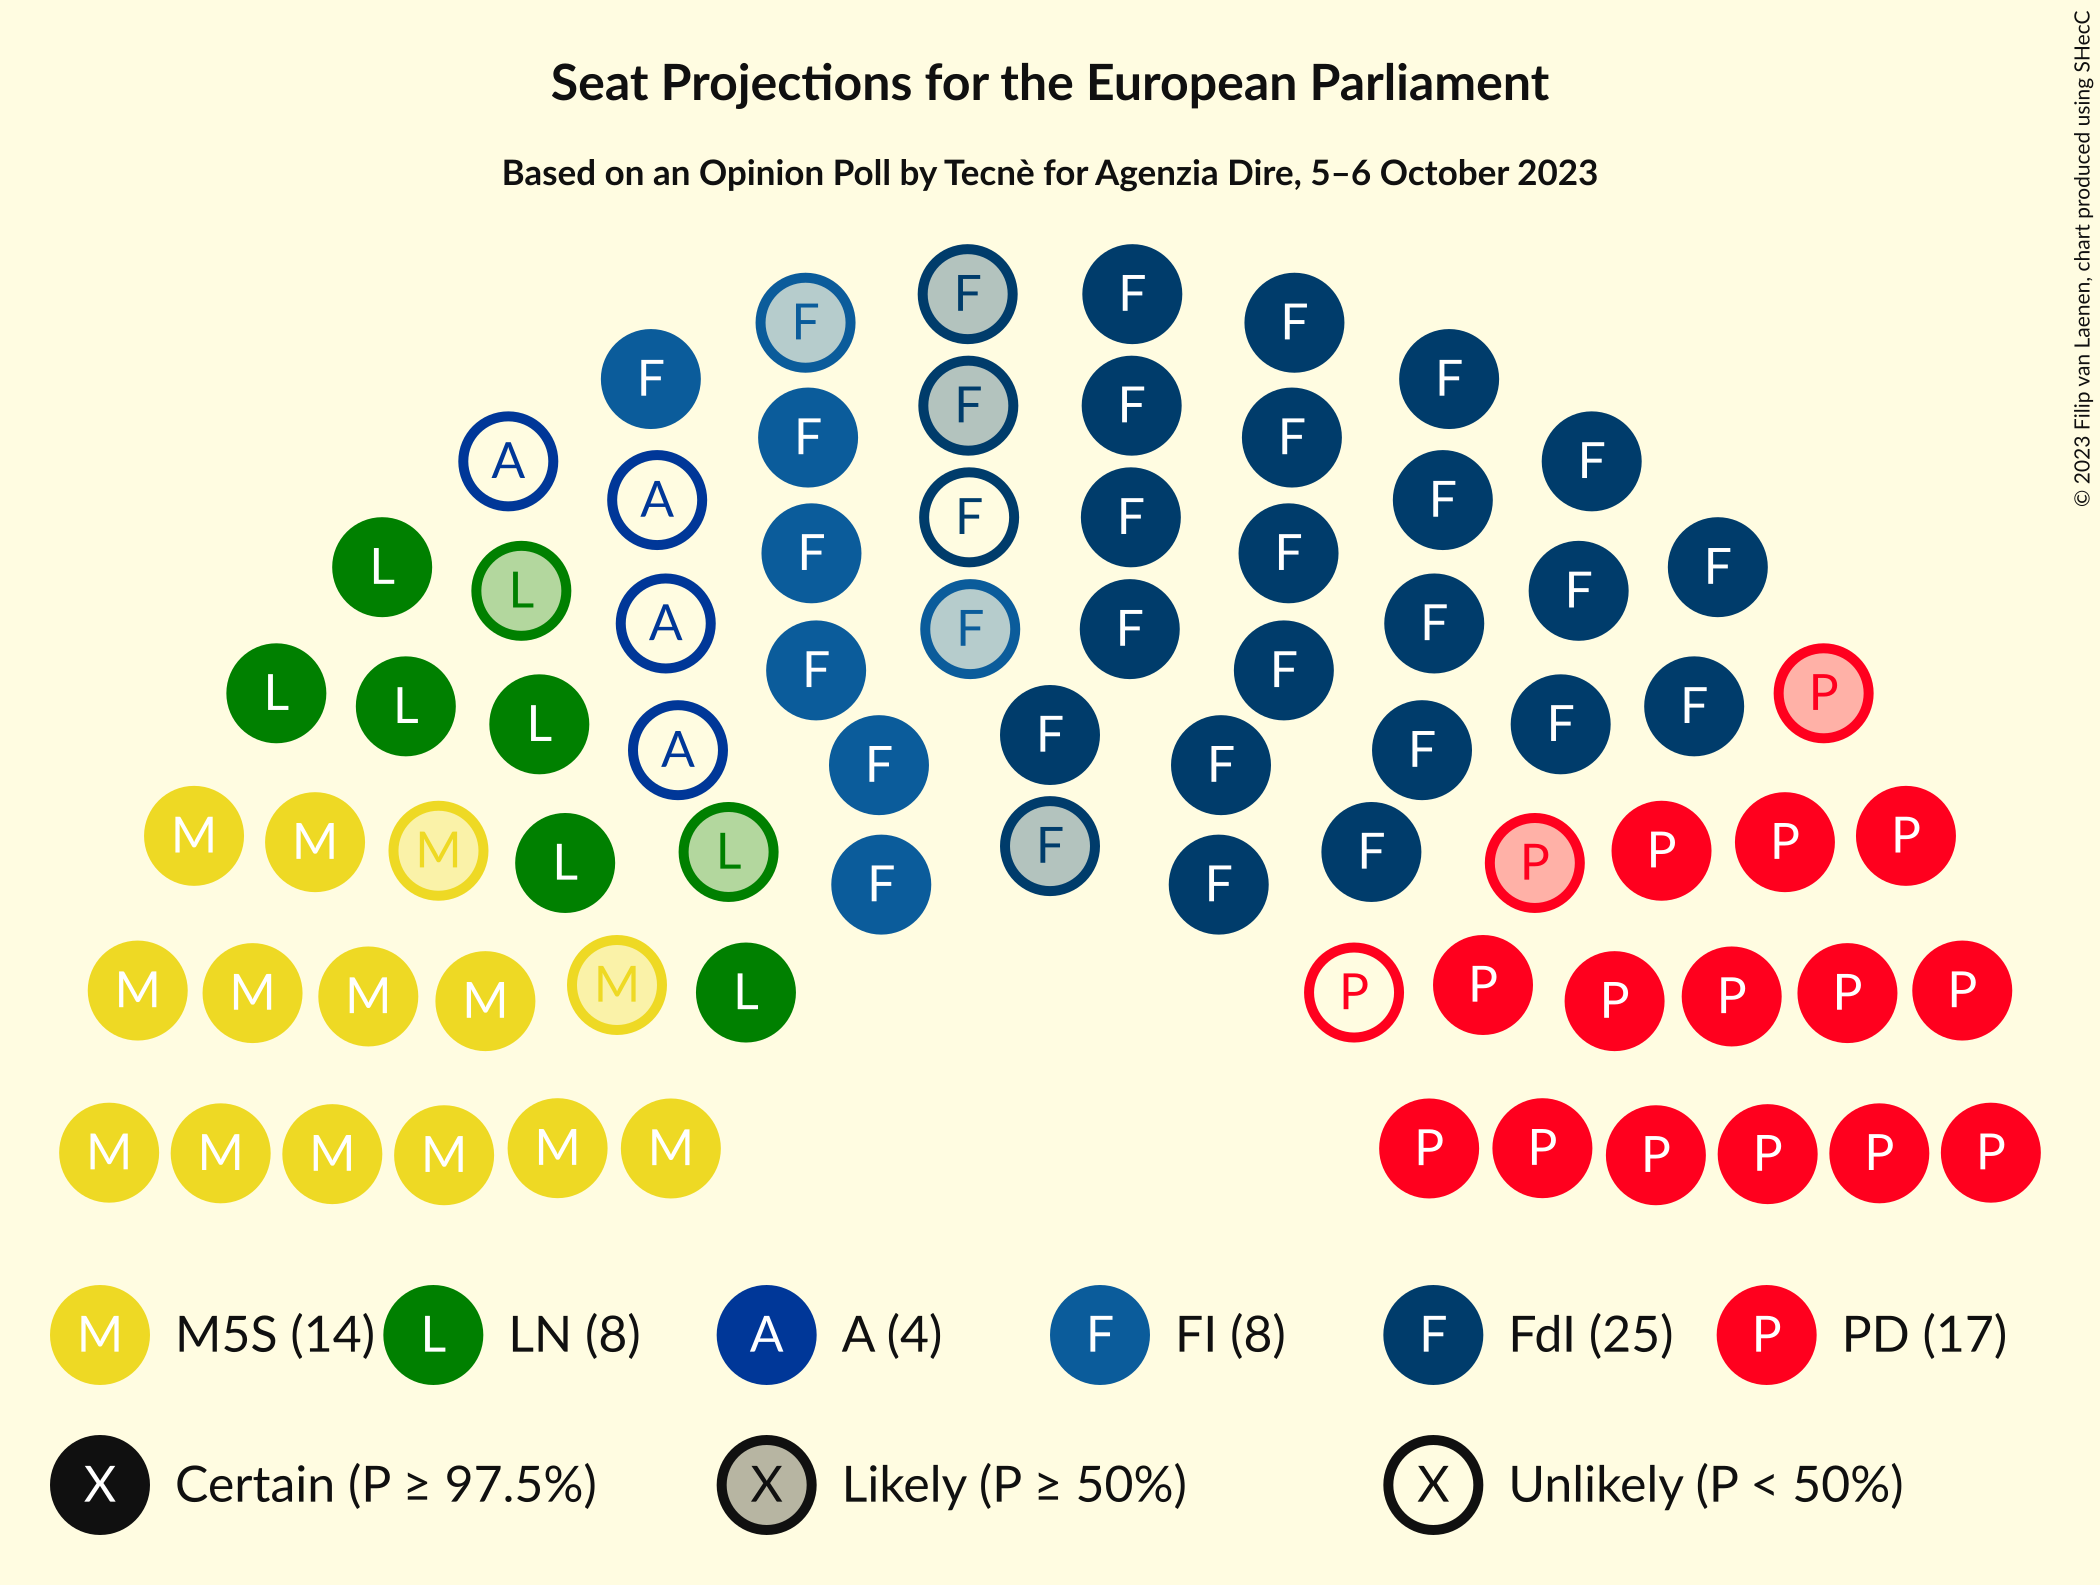 Seat Projections for the European Parliament
Based on an Opinion Poll by Tecnè for Agenzia Dire, 5–6 October 2023
© 2023 Filip van Laenen, chart produced using SHecC
F F
F F
F F
F F
F F
A A
F F
F F
A F
F F
F F
L F
L F
A F
F F
L F
F F
L P
L F
L F
F
A F
F F
M P
M P
F
M P
L F
L P
F F
M P
M P
M P
M P
M P
L P
M P
M P
M P
M P
M P
M P
M M5S (14) L LN (8) A A (4) F FI (8) F FdI (25) P PD (17)
X Certain (P ≥ 97.5%) X Likely (P ≥ 50%) X Unlikely (P < 50%)